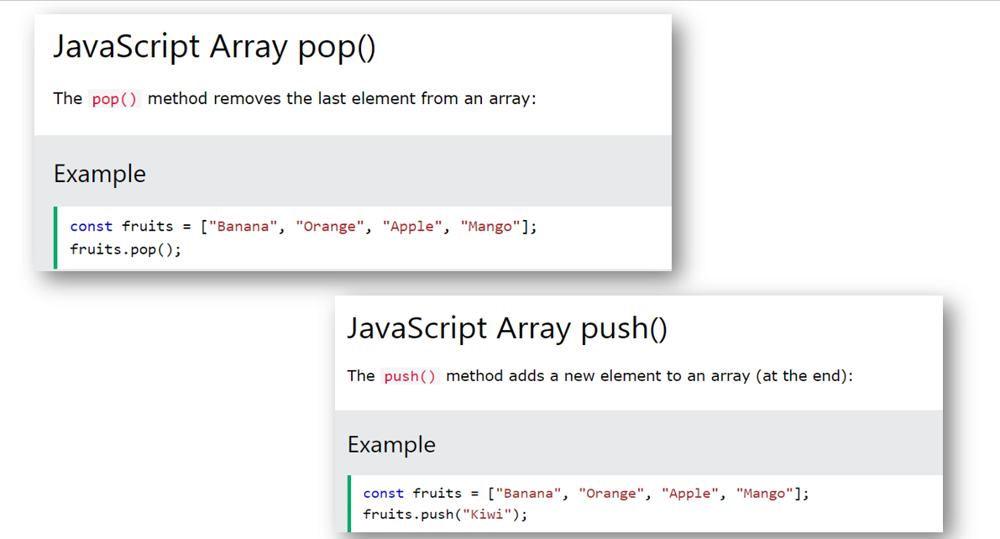 JavaScript Array pop()
The pop() method removes the last element from an array:
Example
const fruits = ["Banana", "Orange", "Apple", "Mango"];
fruits.pop();
JavaScript Array push()
The push() method adds a new element to an array (at the end):
Example
const fruits = ["Banana", "Orange", "Apple", "Mango"];
fruits.push("Kiwi");